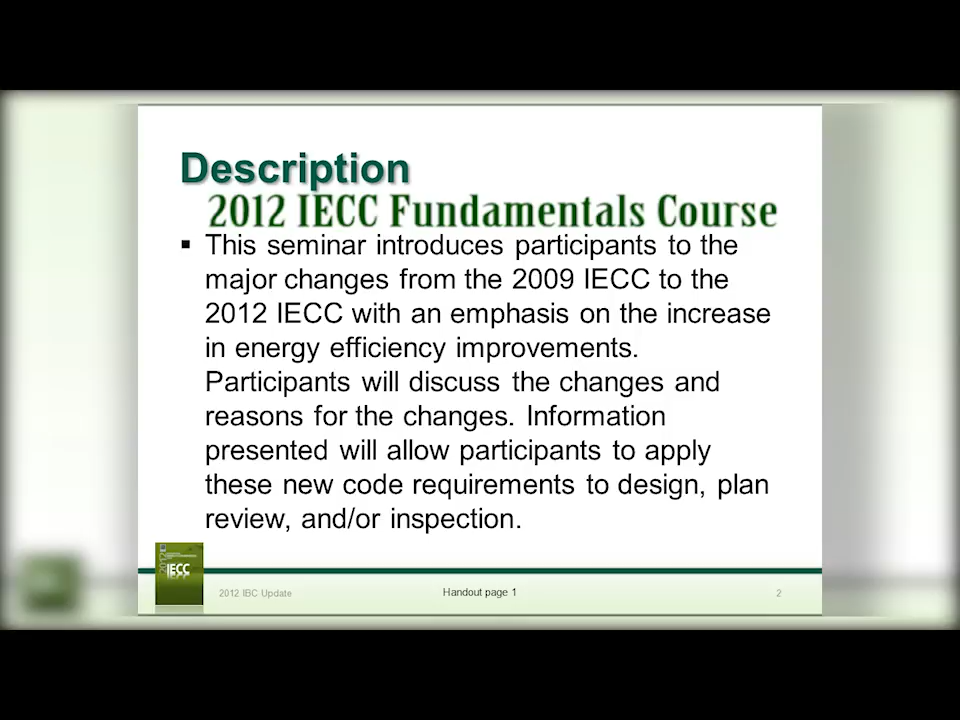 Description
2012 IECC Fundamentals Course
▪ This seminar introduces participants to the
major changes from the 2009 IECC to the
2012 IECC with an emphasis on the increase
in energy efficiency improvements.
Participants will discuss the changes and
reasons for the changes. Information
presented will allow participants to apply
these new code requirements to design, plan
review, and/or inspection.
2012
IECC
2012 IBC Update
Handout page 1
2